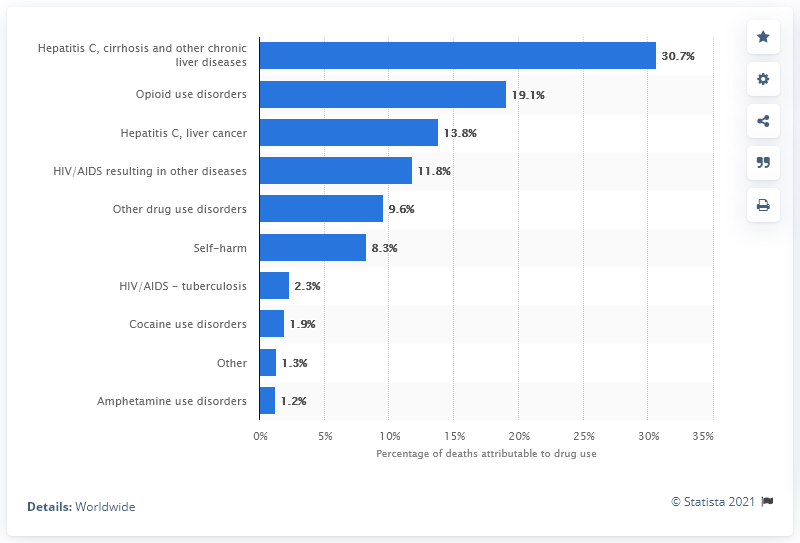 Hepatitis C, cirrhosis and other chronic
liver diseases
30.7%
Opioid use disorders
19.1%
Hepatitis C, liver cancer
13.8%
HIV/AIDS resulting in other diseases
11.8%
Other drug use disorders
9.6%
Self-harm
8.3%
HIV/AIDS - tuberculosis
2.3%
Cocaine use disorders
1.9%
Other
1.3%
Amphetamine use disorders
1.2%
0% 5% 10% 15% 20% 25% 30% 35%
Percentage of deaths attributable to drug use
Details: Worldwide
© Statista 2021